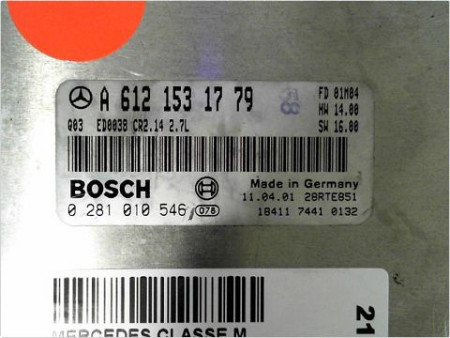 A 612 153 17 79
FD 01M04
HW 14.00
Q03 ED0038 CR2.14 2.7L
SW 16.00
BOSCH
Made in Germany
0 281 010 546 078
11.04.01 28RTE851
18411 7441 0132
MERCEDES CLASSE M
21